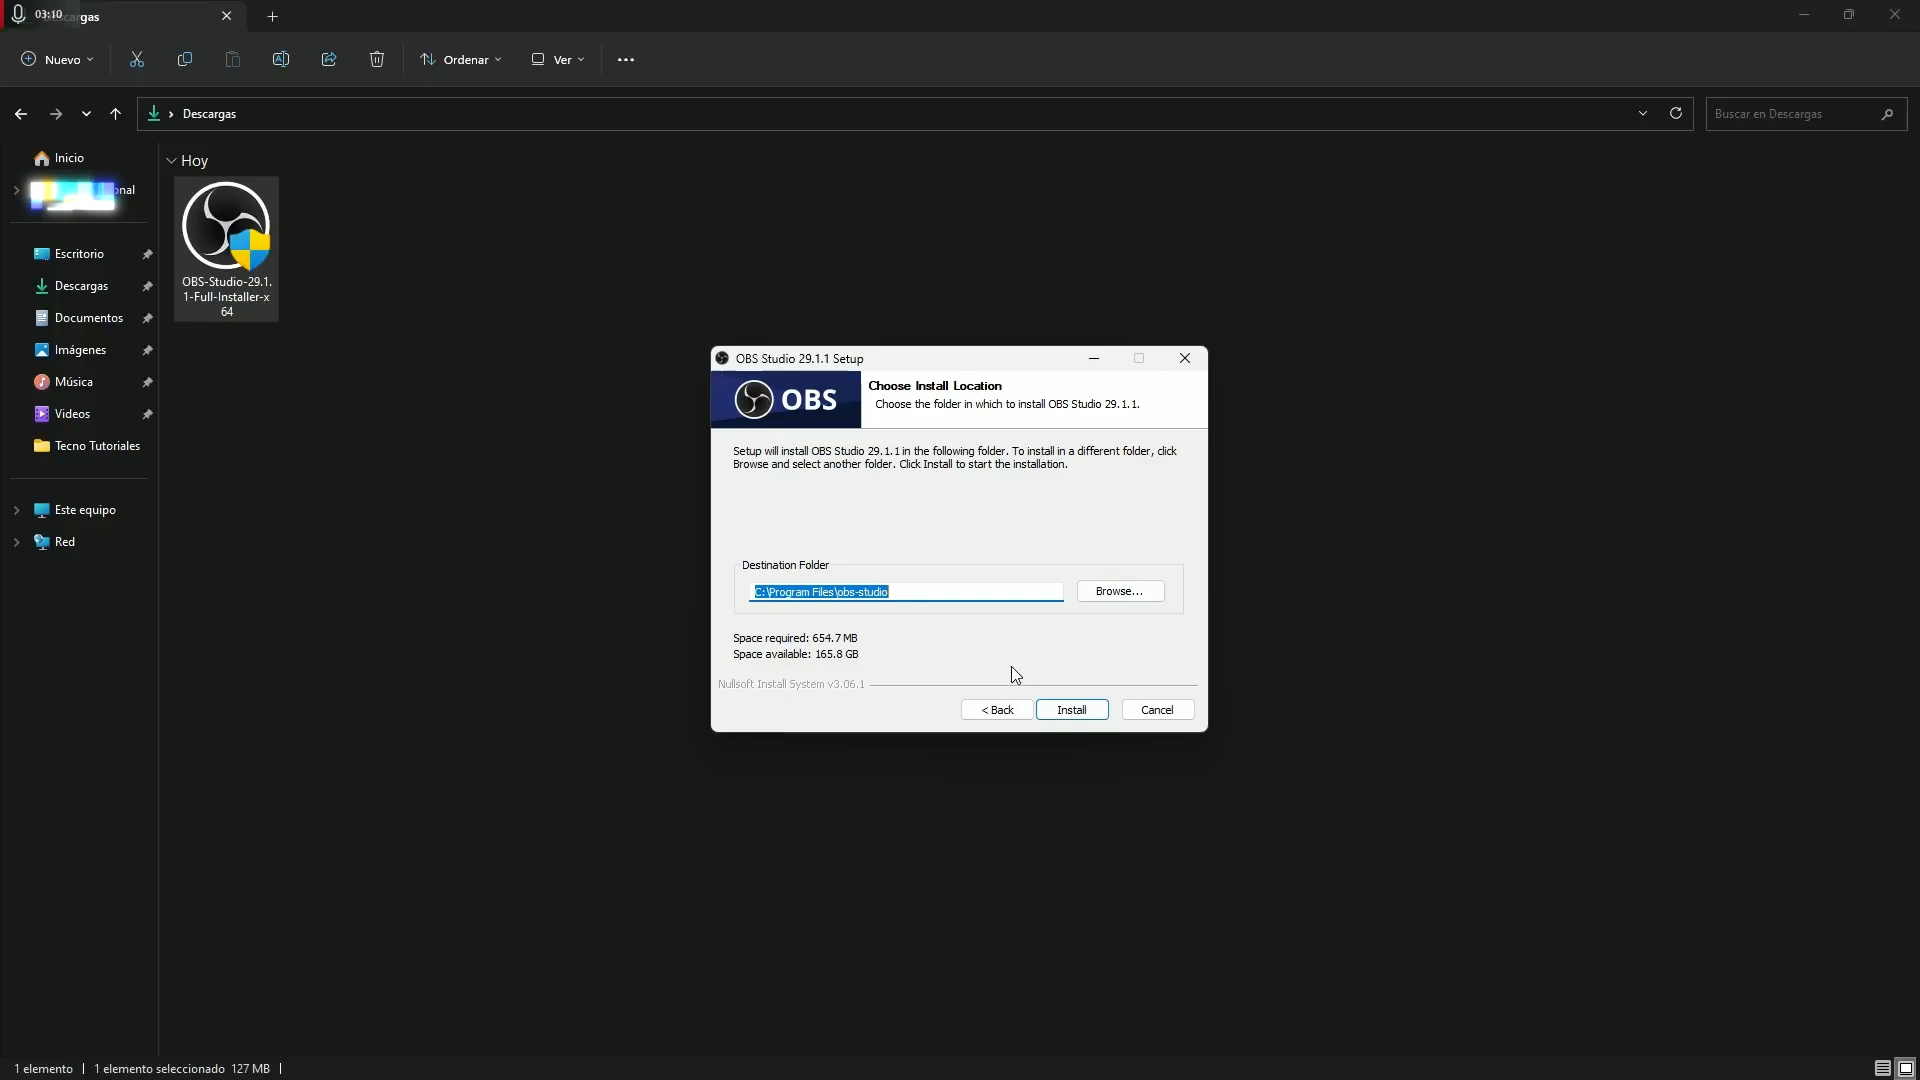 03:10
gas
Nuevo
Ordenar
Ver
Descargas
Buscar en Descargas
Inicio
onal
Escritorio
Descargas
Documentos
Imágenes
Música
Videos
Tecno Tutoriales
Este equipo
Red
Hoy
OBS-Studio-29.1.
1-Full-Installer-x
64
OBS Studio 29.1.1 Setup
OBS
Choose Install Location
Choose the folder in which to install OBS Studio 29.1.1.
Setup will install OBS Studio 29.1.1 in the following folder. To install in a different folder, click
Browse and select another folder. Click Install to start the installation.
Destination Folder
C:\Program Files\obs-studio
Browse...
Space required: 654.7 MB
Space available: 165.8 GB
Nullsoft Install System v3.06.1
< Back
Install
Cancel
1 elemento
1 elemento seleccionado 127 MB